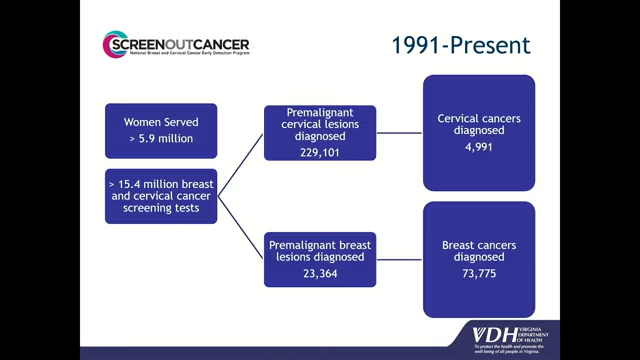 SCREENOUTCANCER
National Breast and Cervical Cancer Early Detection Program
1991-Present
Women Served
> 5.9 million
> 15.4 million breast
and cervical cancer
screening tests
Premalignant
cervical lesions
diagnosed
229,101
Cervical cancers
diagnosed
4,991
Premalignant breast
lesions diagnosed
23,364
Breast cancers
diagnosed
73,775
VDH VIRGINIA
DEPARTMENT
OF HEALTH
To protect the health and promote the
well-being of all people in Virginia.